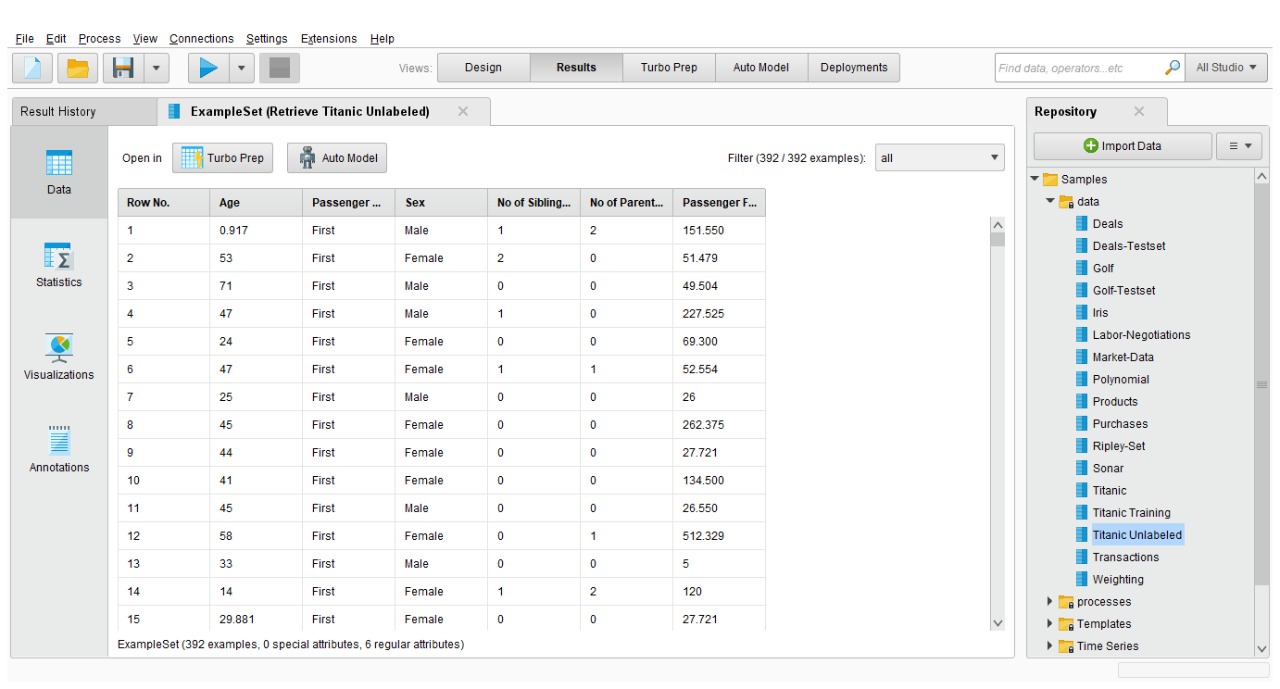 File Edit Process View Connections Settings Extensions Help
Views: Design Results Turbo Prep Auto Model Deployments Find data, operators...etc All Studio
Result History ExampleSet (Retrieve Titanic Unlabeled)
Open in Turbo Prep Auto Model Filter (392 / 392 examples): all
Data
Statistics
Visualizations
Annotations
Row No. Age Passenger ... Sex No of Sibling... No of Parent... Passenger F...
1 0.917 First Male 1 2 151.550
2 53 First Female 2 0 51.479
3 71 First Male 0 0 49.504
4 47 First Male 1 0 227.525
5 24 First Female 0 0 69.300
6 47 First Female 1 1 52.554
7 25 First Male 0 0 26
8 45 First Female 0 0 262.375
9 44 First Female 0 0 27.721
10 41 First Female 0 0 134.500
11 45 First Male 0 0 26.550
12 58 First Female 0 1 512.329
13 33 First Male 0 0 5
14 14 First Female 1 2 120
15 29.881 First Female 0 0 27.721
ExampleSet (392 examples, 0 special attributes, 6 regular attributes)
Repository
Import Data
Samples
data
Deals
Deals-Testset
Golf
Golf-Testset
Iris
Labor-Negotiations
Market-Data
Polynomial
Products
Purchases
Ripley-Set
Sonar
Titanic
Titanic Training
Titanic Unlabeled
Transactions
Weighting
processes
Templates
Time Series